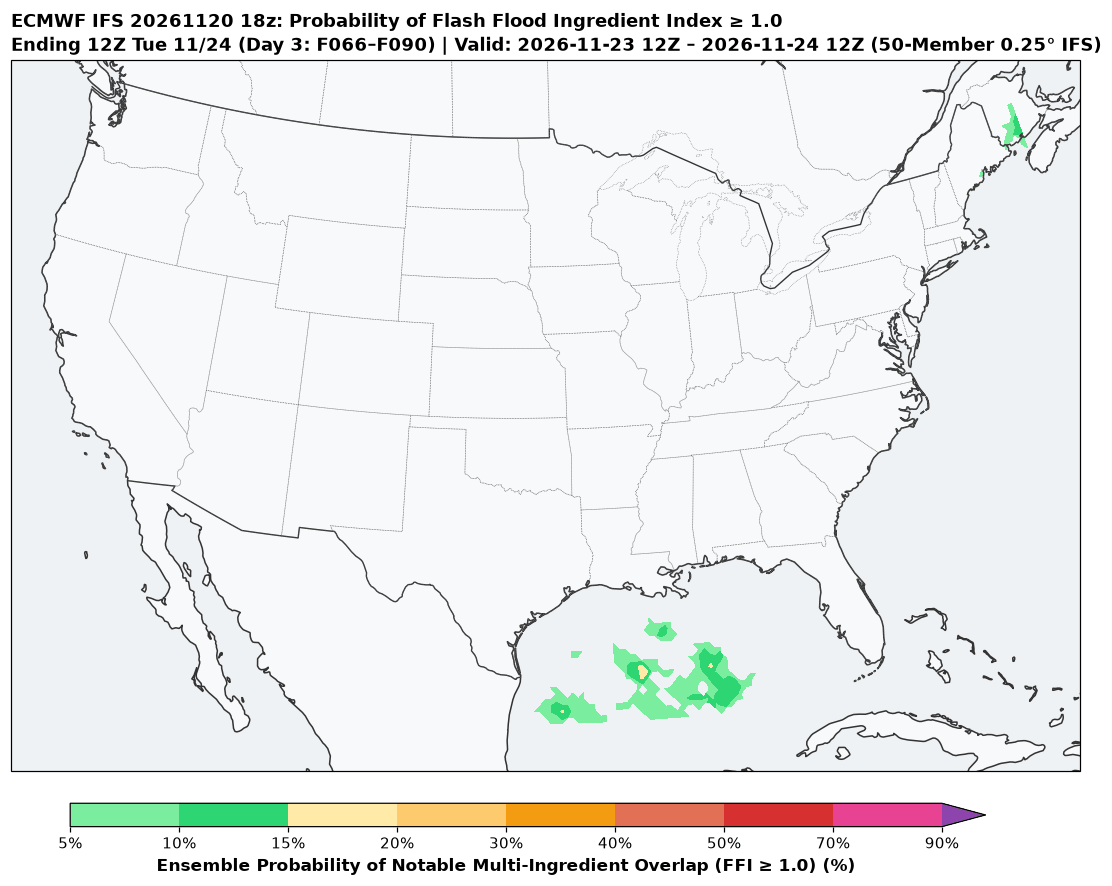 ECMWF IFS 20261120 18z: Probability of Flash Flood Ingredient Index ≥ 1.0
Ending 12Z Tue 11/24 (Day 3: F066–F090) | Valid: 2026-11-23 12Z – 2026-11-24 12Z (50-Member 0.25° IFS)
5% 10% 15% 20% 30% 40% 50% 70% 90%
Ensemble Probability of Notable Multi-Ingredient Overlap (FFI ≥ 1.0) (%)